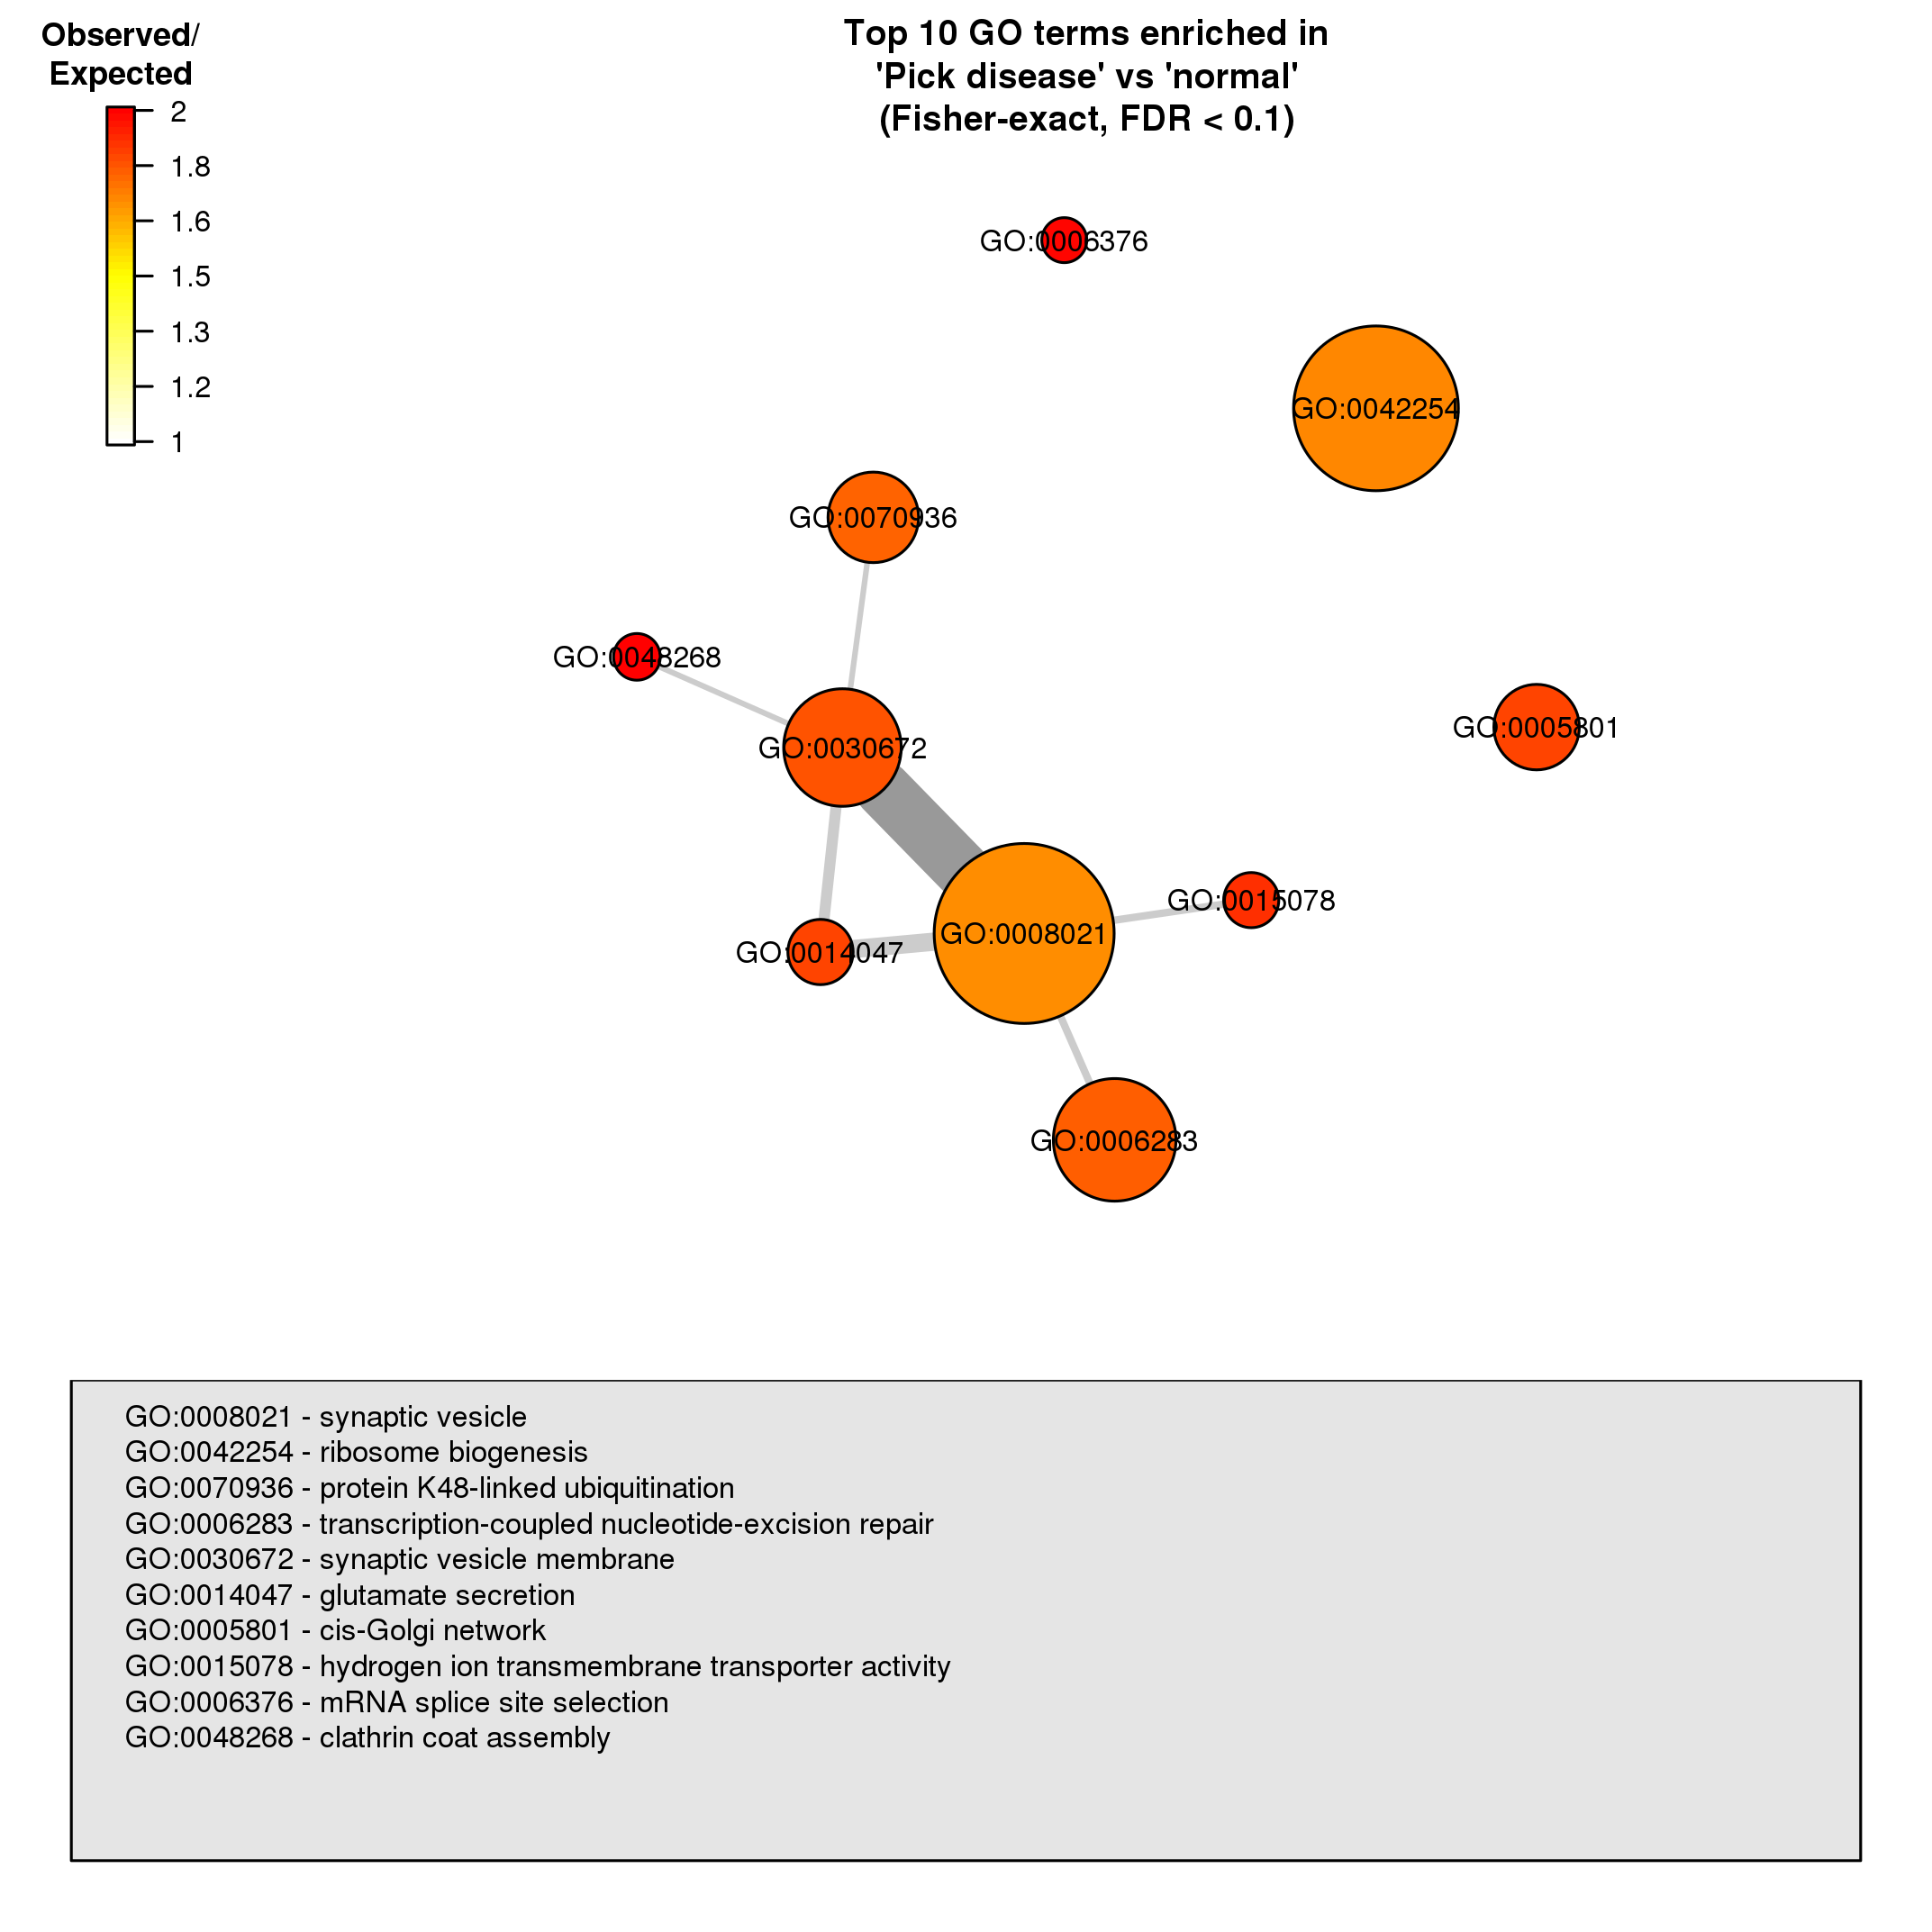 Observed/
Expected
2
1.8
1.6
1.5
1.3
1.2
1
Top 10 GO terms enriched in
'Pick disease' vs 'normal'
(Fisher-exact, FDR < 0.1)
GO:0006376
GO:0042254
GO:0070936
GO:0048268
GO:0005801
GO:0030672
GO:0015078
GO:0008021
GO:0014047
GO:0006283
GO:0008021 - synaptic vesicle
GO:0042254 - ribosome biogenesis
GO:0070936 - protein K48-linked ubiquitination
GO:0006283 - transcription-coupled nucleotide-excision repair
GO:0030672 - synaptic vesicle membrane
GO:0014047 - glutamate secretion
GO:0005801 - cis-Golgi network
GO:0015078 - hydrogen ion transmembrane transporter activity
GO:0006376 - mRNA splice site selection
GO:0048268 - clathrin coat assembly